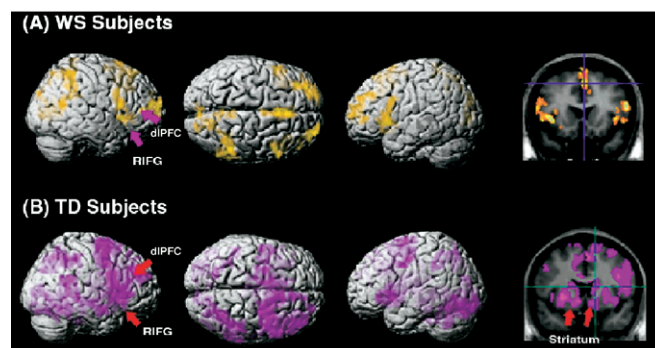 (A) WS Subjects
dlPFC
RIFG
(B) TD Subjects
dlPFC
RIFG
Striatum